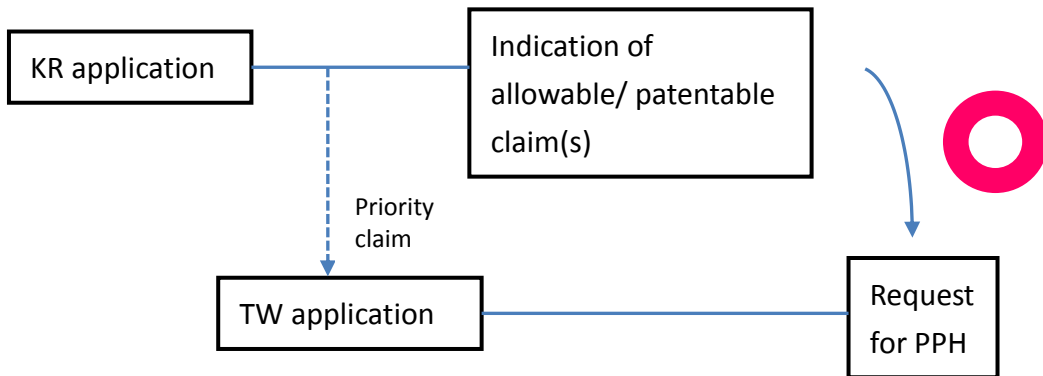 KR application
Indication of
allowable/ patentable
claim(s)
Priority
claim
TW application
Request
for PPH